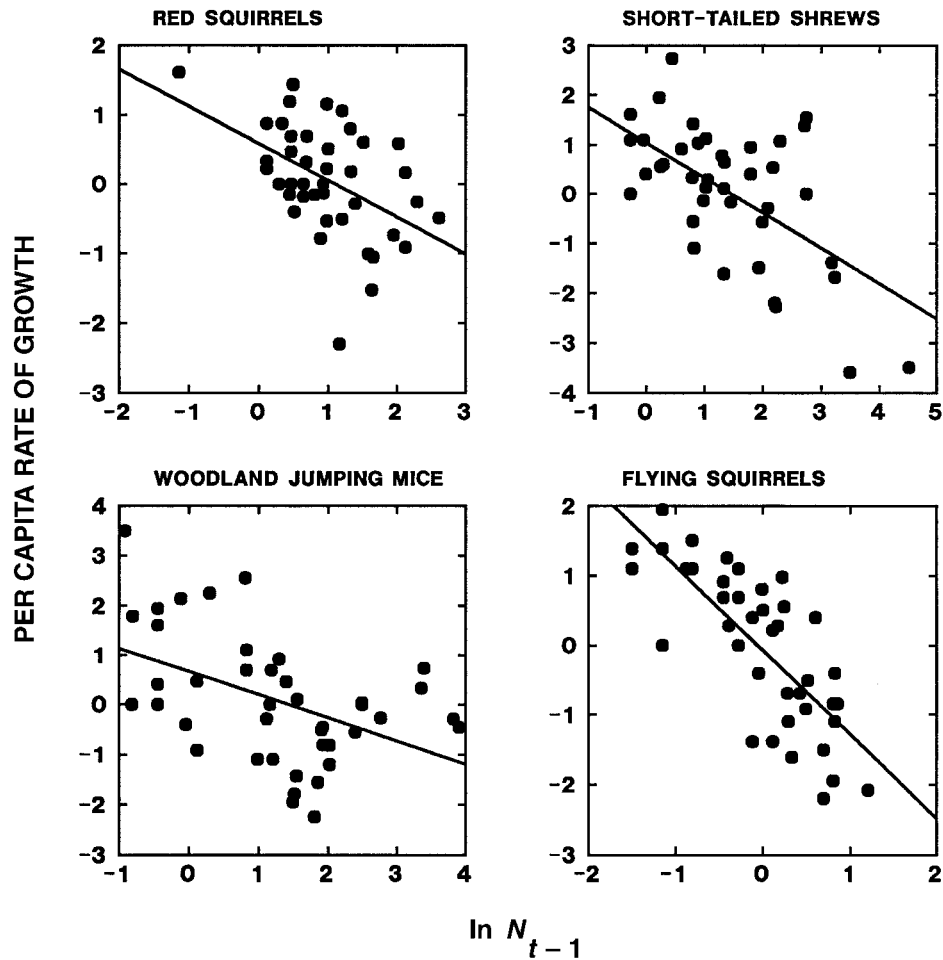 RED SQUIRRELS
SHORT-TAILED SHREWS
2
1
0
−1
−2
−3
−2 −1 0 1 2 3
3
2
1
0
−1
−2
−3
−4
−1 0 1 2 3 4 5
PER CAPITA RATE OF GROWTH
WOODLAND JUMPING MICE
FLYING SQUIRRELS
4
3
2
1
0
−1
−2
−3
−1 0 1 2 3 4
2
1
0
−1
−2
−3
−2 −1 0 1 2
ln N t − 1